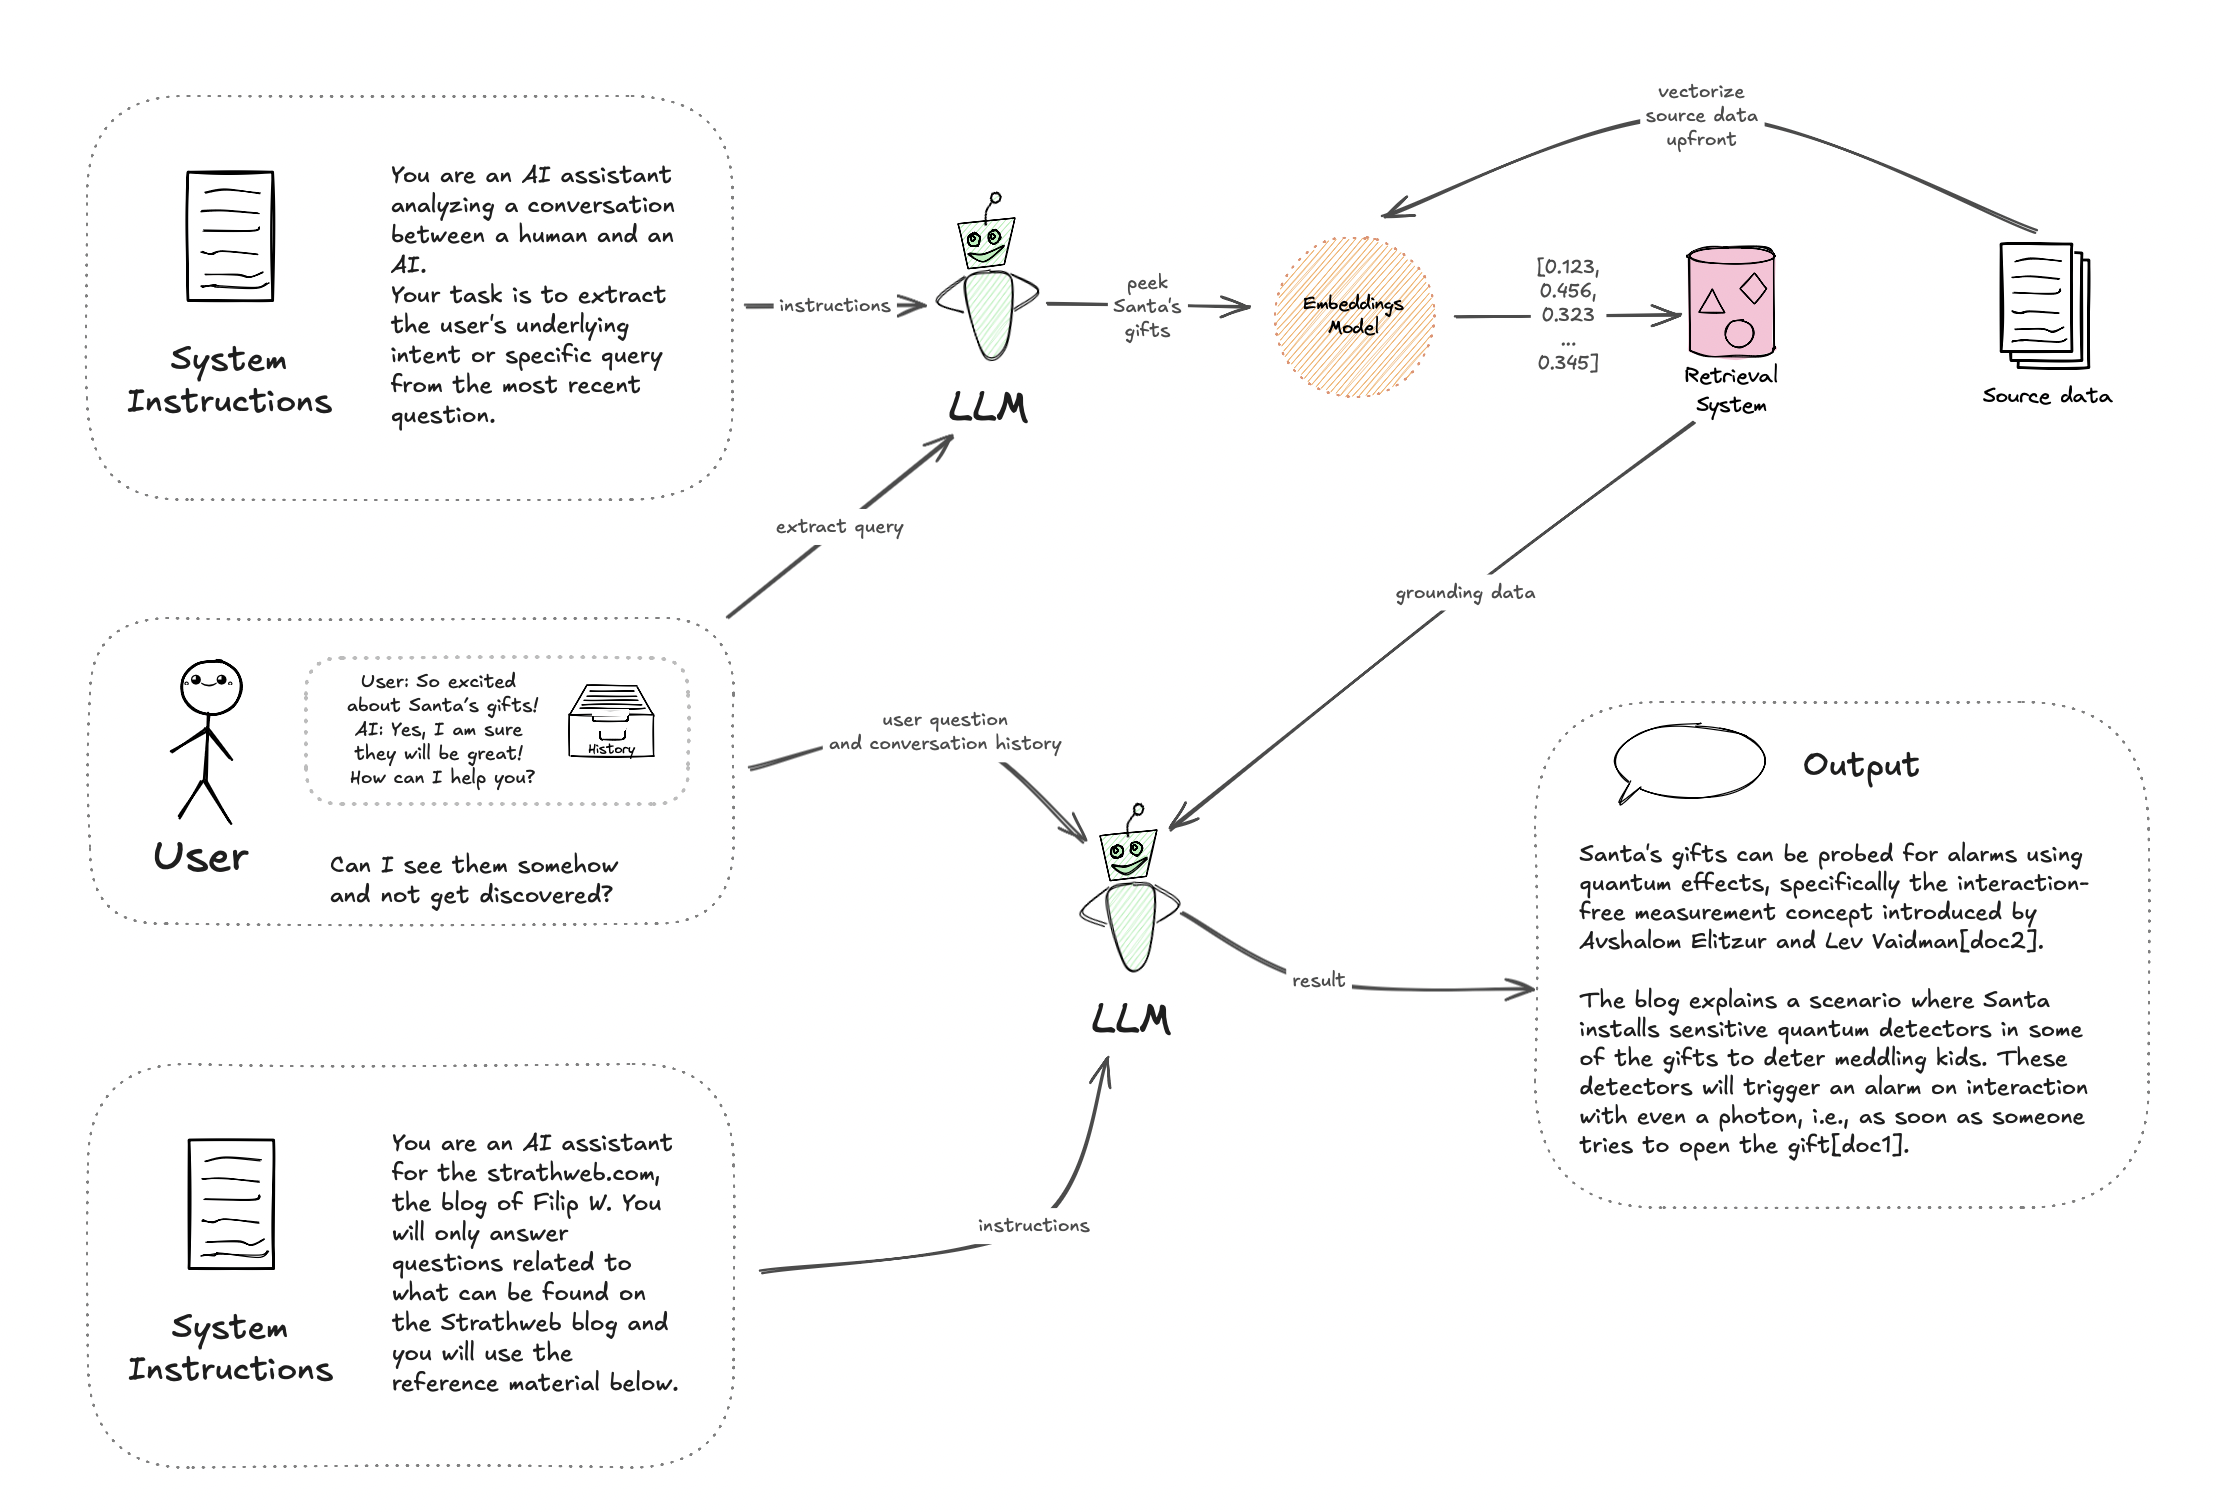 You are an AI assistant
analyzing a conversation
between a human and an
AI.
Your task is to extract
the user's underlying
intent or specific query
from the most recent
question.
System
Instructions
instructions
LLM
peek
Santa's
gifts
Embeddings
Model
vectorize
source data
upfront
[0.123,
0.456,
0.323
...
0.345]
Retrieval
System
Source data
extract query
grounding data
User: So excited
about Santa's gifts!
AI: Yes, I am sure
they will be great!
How can I help you?
History
User
Can I see them somehow
and not get discovered?
user question
and conversation history
LLM
result
Output
Santa's gifts can be probed for alarms using
quantum effects, specifically the interaction-
free measurement concept introduced by
Avshalom Elitzur and Lev Vaidman[doc2].
The blog explains a scenario where Santa
installs sensitive quantum detectors in some
of the gifts to deter meddling kids. These
detectors will trigger an alarm on interaction
with even a photon, i.e., as soon as someone
tries to open the gift[doc1].
You are an AI assistant
for the strathweb.com,
the blog of Filip W. You
will only answer
questions related to
what can be found on
the Strathweb blog and
you will use the
reference material below.
System
Instructions
instructions